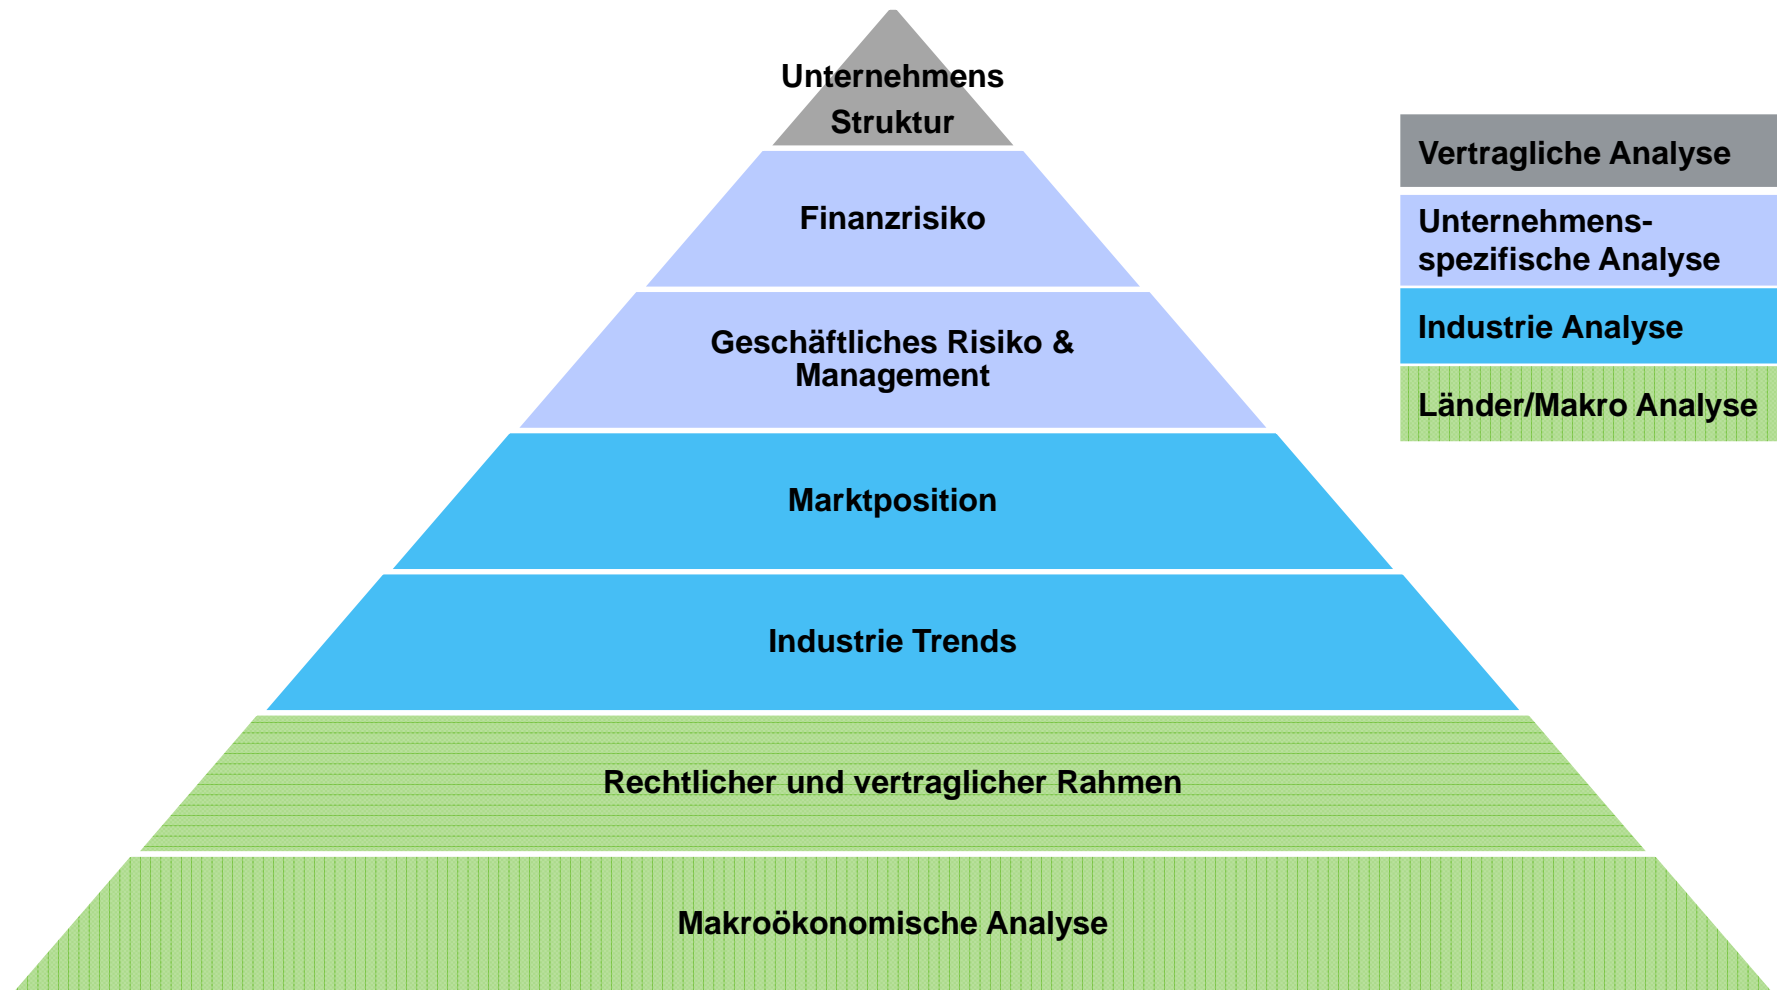 Unternehmens
Struktur
Finanzrisiko
Geschäftliches Risiko &
Management
Marktposition
Industrie Trends
Rechtlicher und vertraglicher Rahmen
Makroökonomische Analyse
Vertragliche Analyse
Unternehmens-
spezifische Analyse
Industrie Analyse
Länder/Makro Analyse